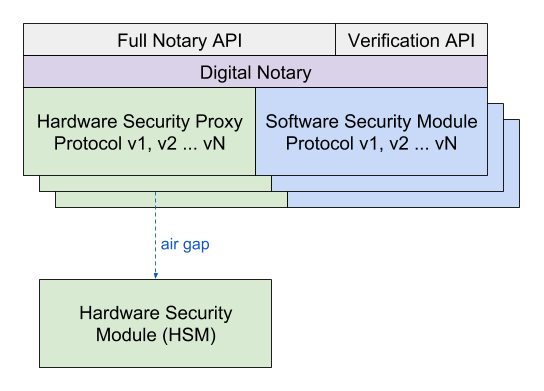 Full Notary API
Verification API
Digital Notary
Hardware Security Proxy
Protocol v1, v2 ... vN
Software Security Module
Protocol v1, v2 ... vN
air gap
Hardware Security
Module (HSM)